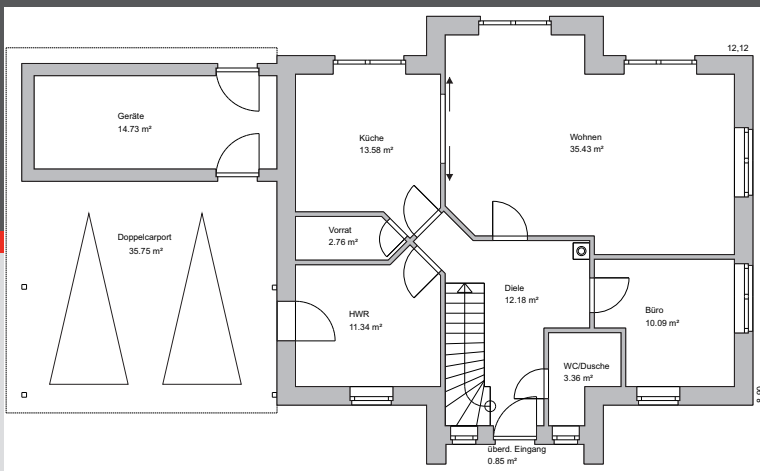 12,12
Geräte
14.73 m²
Küche
13.58 m²
Wohnen
35.43 m²
Doppelcarport
35.75 m²
Vorrat
2.76 m²
Diele
12.18 m²
HWR
11.34 m²
Büro
10.09 m²
WC/Dusche
3.36 m²
überd. Eingang
0.85 m²